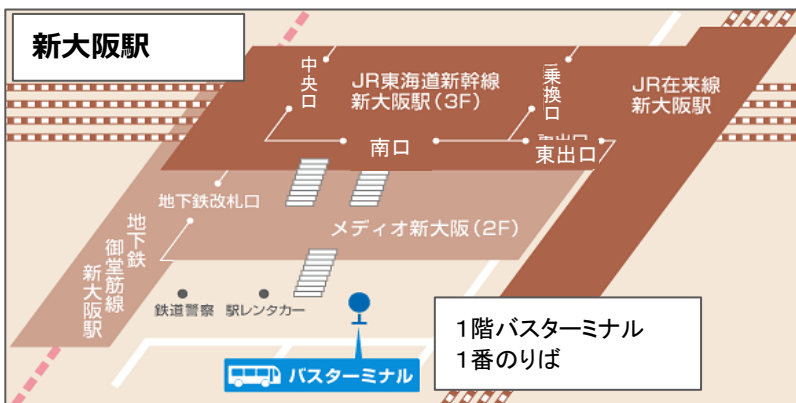 新大阪駅
中央口
JR東海道新幹線
新大阪駅(3F)
乗換口
JR在来線
新大阪駅
南口
東出口
地下鉄改札口
メディオ新大阪(2F)
地下鉄
御堂筋線
新大阪駅
鉄道警察
駅レンタカー
バスターミナル
1階バスターミナル
1番のりば